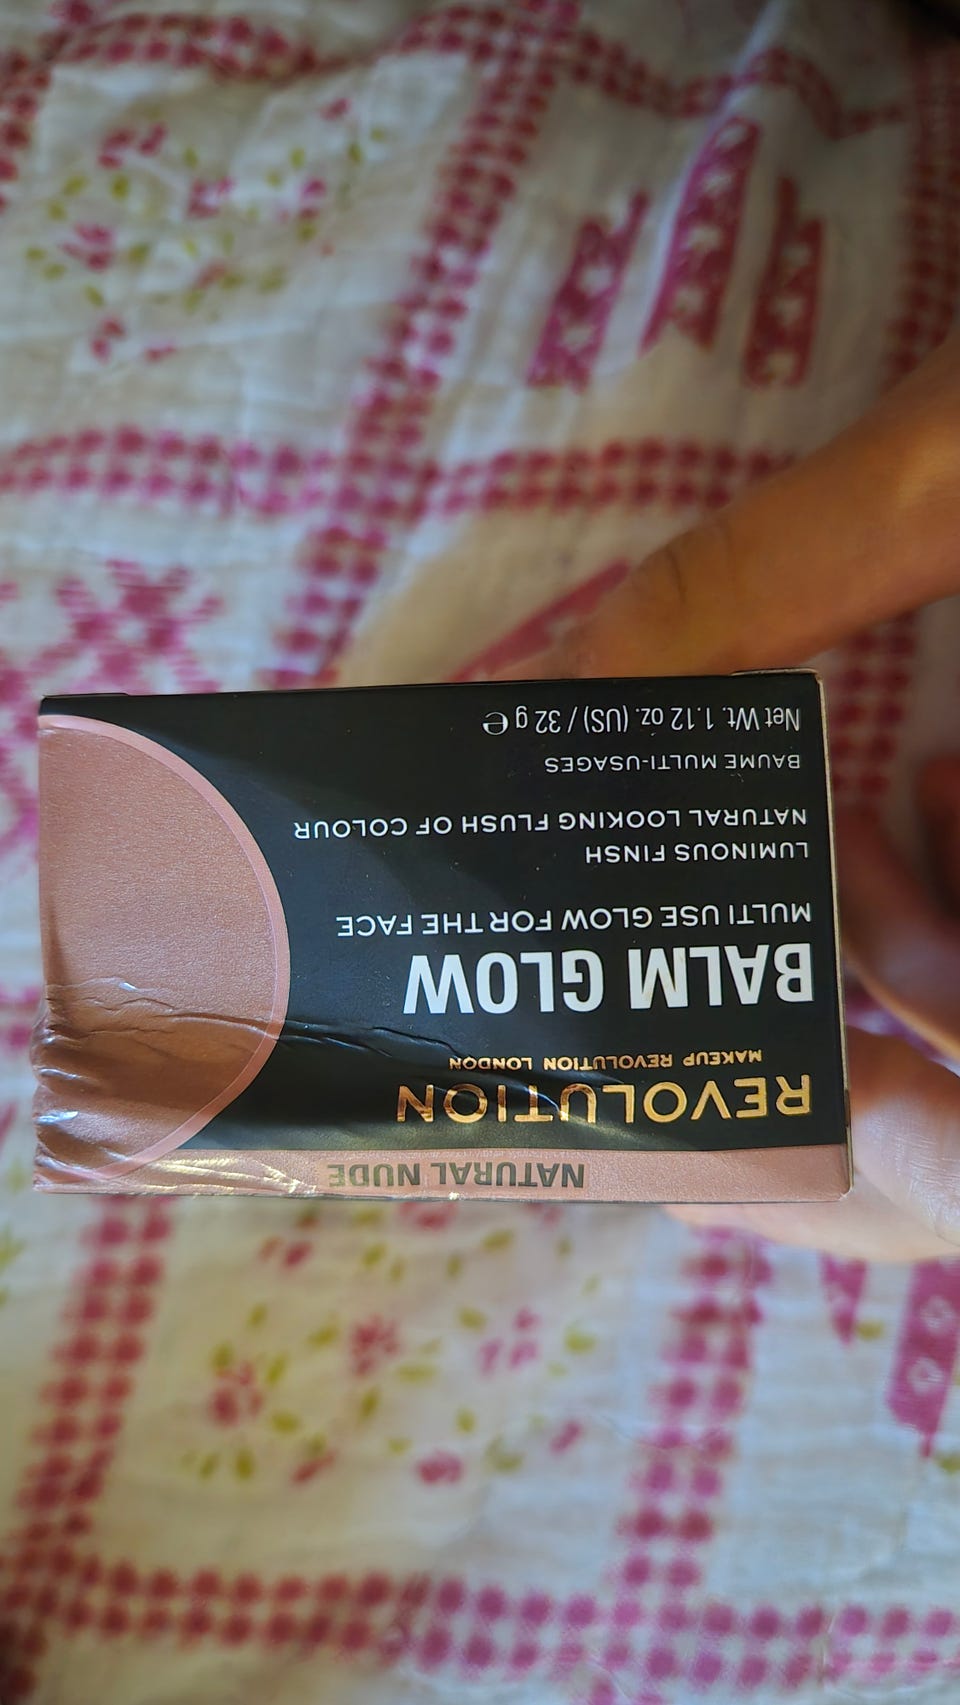 NATURAL NUDE
REVOLUTION
MAKEUP REVOLUTION LONDON
BALM GLOW
MULTI USE GLOW FOR THE FACE
LUMINOUS FINSH
NATURAL LOOKING FLUSH OF COLOUR
BAUME MULTI-USAGES
Net Wt. 1.12 oz. (US) / 32 g ℮